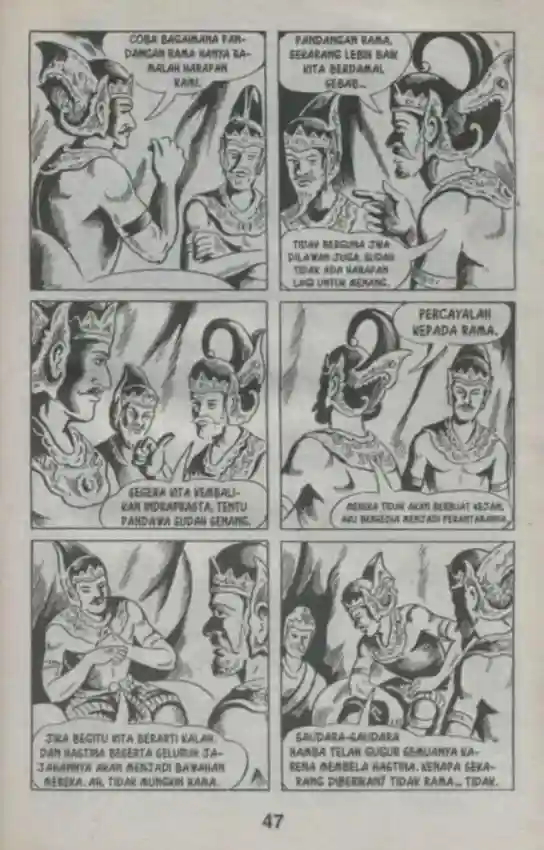 COBA BAGAIMANA PAN-
DANGAN RAMA HANYA RA-
MALAH HARAPAN
KAMI.
PANDANGAN RAMA,
SEKARANG LEBIH BAIK
KITA BERDAMAI,
SEBAB...
TIDAK BERGUNA JIKA
DILAWAN JUGA. SUDAH
TIDAK ADA HARAPAN
LAGI UNTUK MENANG.
SEGERA KITA KEMBALI-
KAN INDRAPRASTA, TENTU
PANDAWA SUDAH SENANG.
PERCAYALAH
KEPADA RAMA.
MEREKA TIDAK AKAN BERBUAT KEJAM.
AKU BERSEDIA MENJADI PERANTARANYA
JIKA BEGITU KITA BERARTI KALAH.
DAN HASTINA BESERTA SELURUH JA-
JAHANNYA AKAN MENJADI BAWAHAN
MEREKA. AH, TIDAK MUNGKIN RAMA.
SAUDARA-SAUDARA
HAMBA TELAH GUGUR SEMUANYA KA-
RENA MEMBELA HASTINA. KENAPA SEKA-
RANG DIBERIKAN? TIDAK RAMA... TIDAK.
47